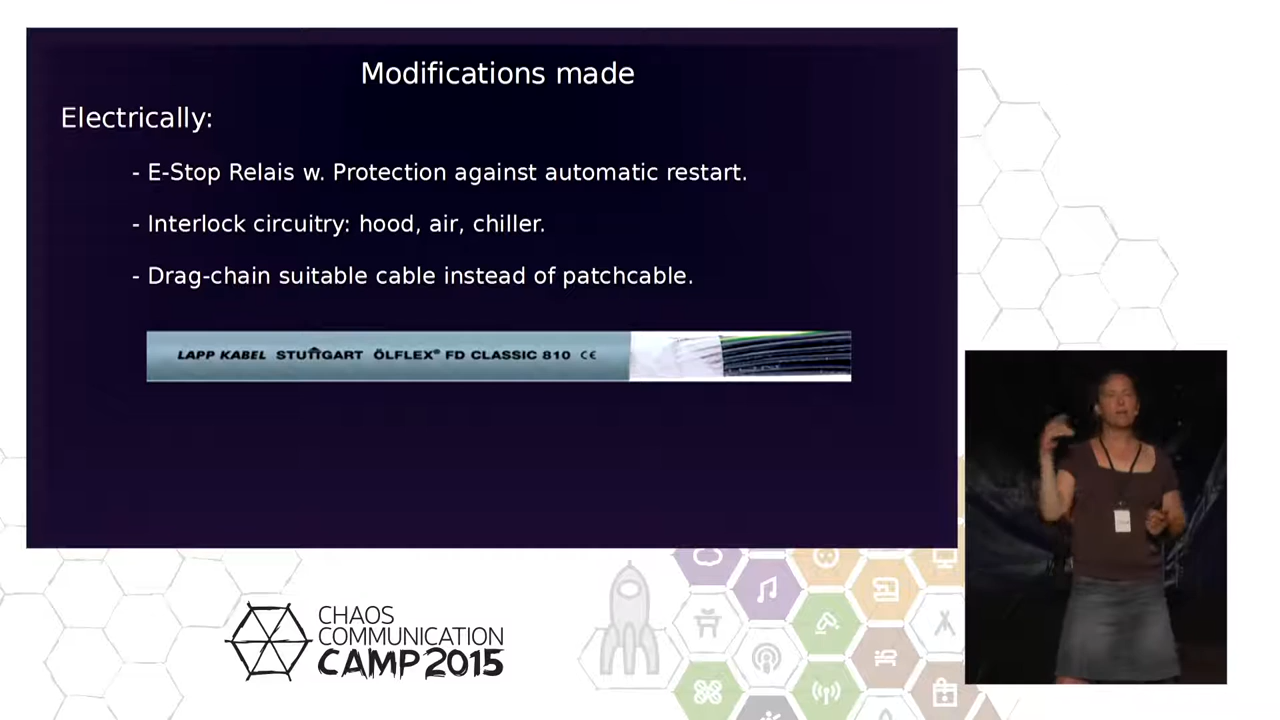 Modifications made
Electrically:
- E-Stop Relais w. Protection against automatic restart.
- Interlock circuitry: hood, air, chiller.
- Drag-chain suitable cable instead of patchcable.
LAPP KABEL STUTTGART ÖLFLEX® FD CLASSIC 810 CE
CHAOS
COMMUNICATION
CAMP 2015